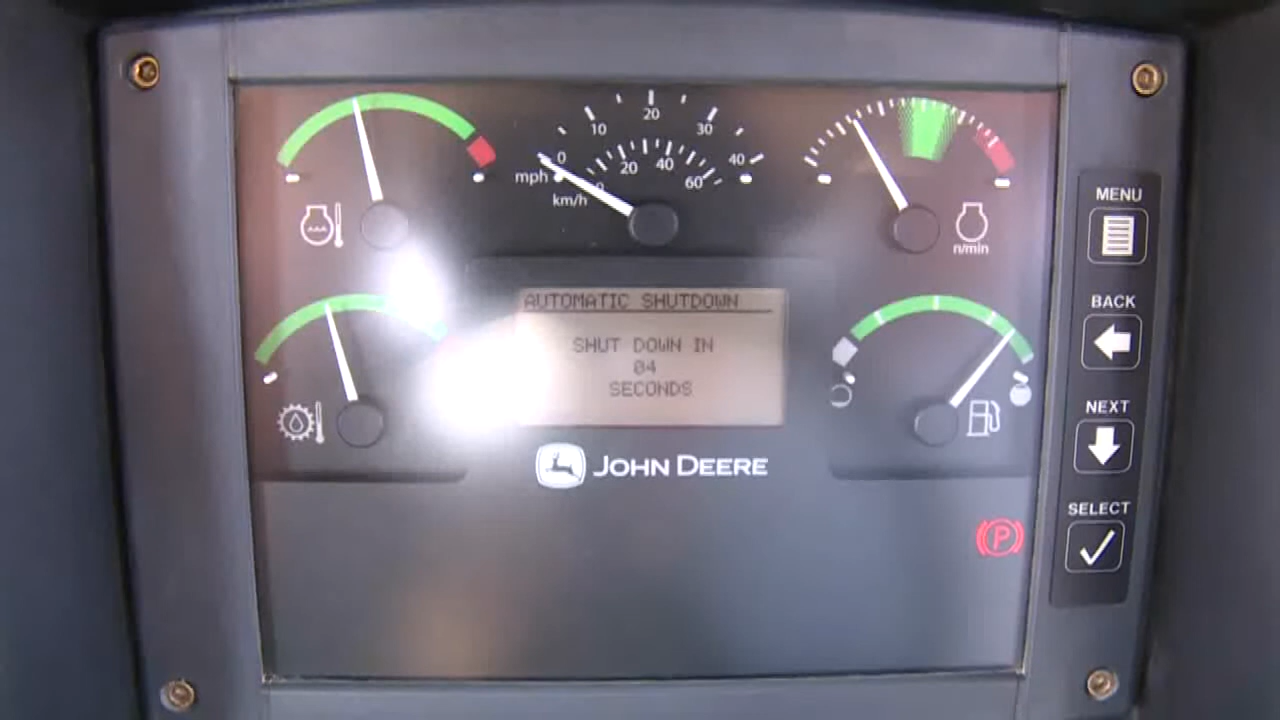 10
20
30
0
40
mph
20
40
60
0
km/h
n/min
MENU
BACK
NEXT
SELECT
AUTOMATIC SHUTDOWN
SHUT DOWN IN
04
SECONDS
JOHN DEERE
P